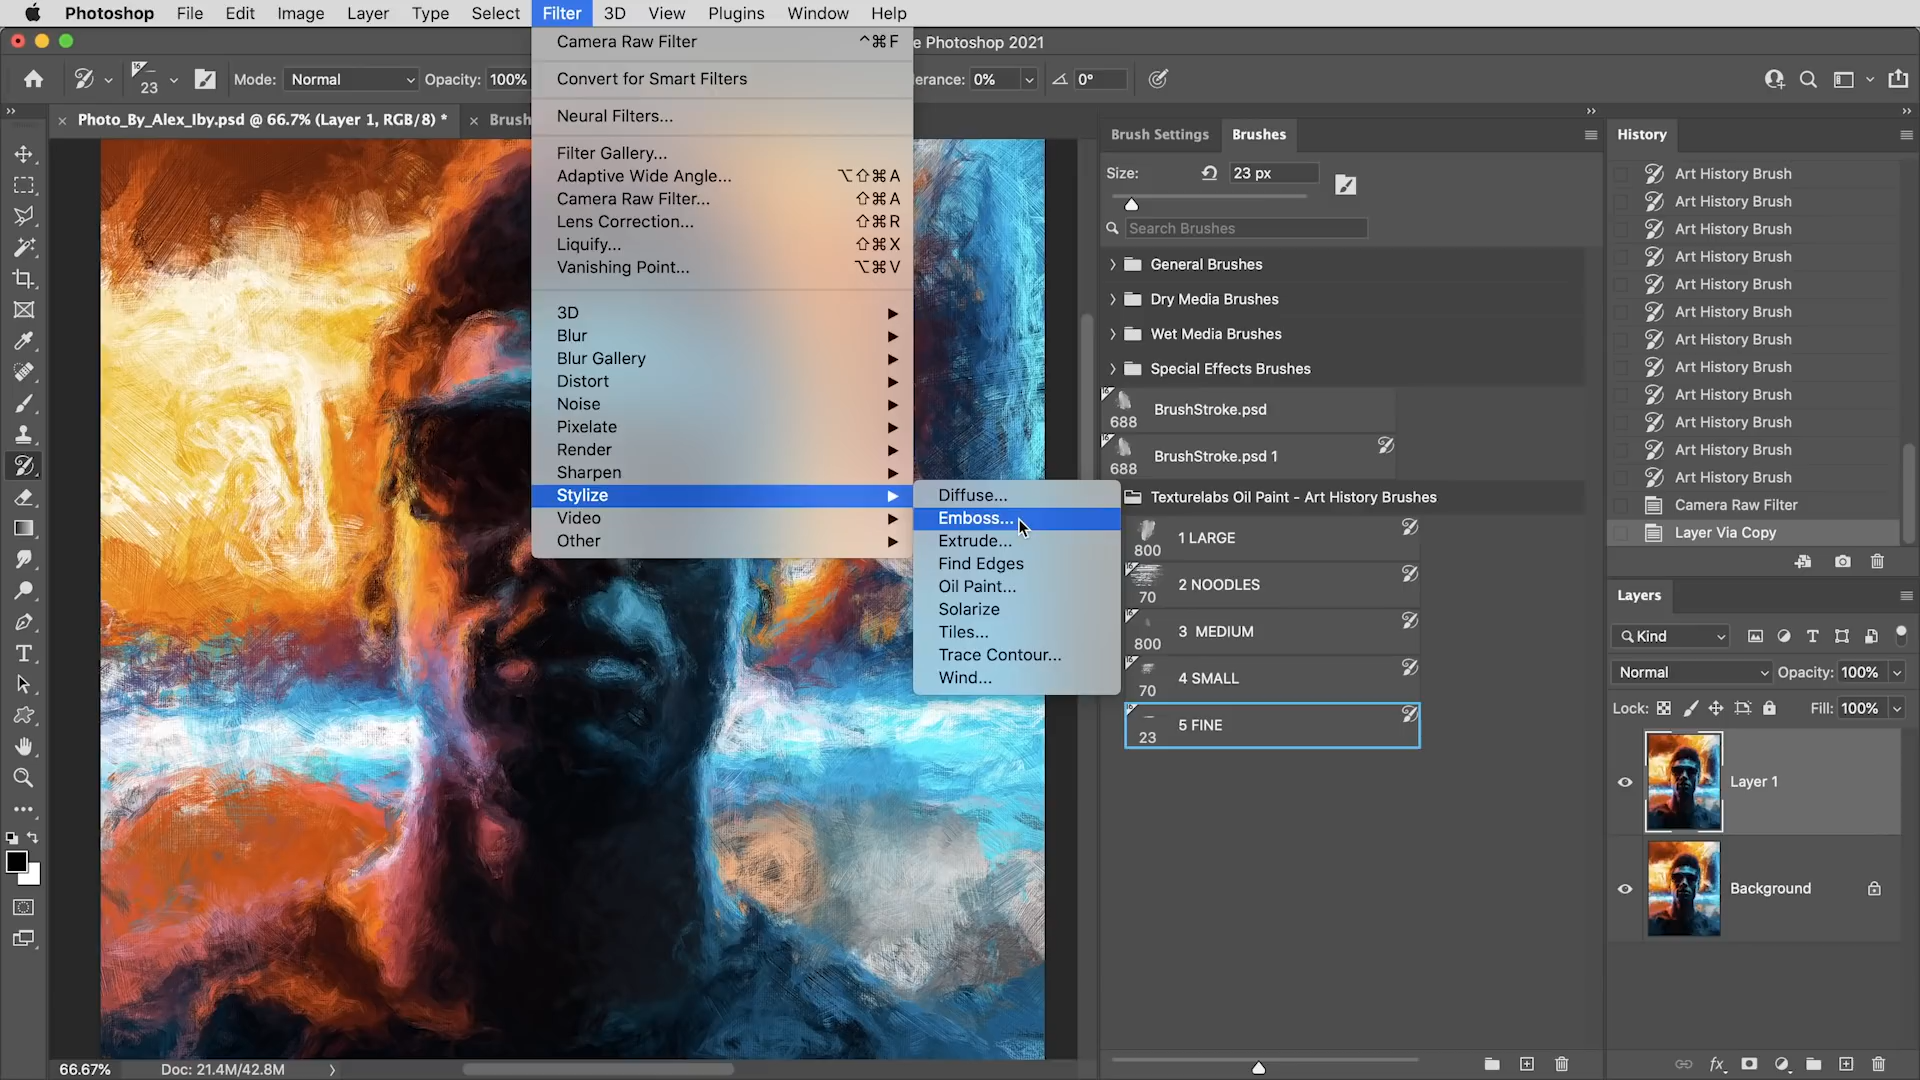 Photoshop File Edit Image Layer Type Select Filter 3D View Plugins Window Help
e Photoshop 2021
23 Mode: Normal Opacity: 100% erance: 0% 0°
Photo_By_Alex_Iby.psd @ 66.7% (Layer 1, RGB/8) *
Brush
Camera Raw Filter ^⌘F
Convert for Smart Filters
Neural Filters...
Filter Gallery...
Adaptive Wide Angle... ⌥⇧⌘A
Camera Raw Filter... ⇧⌘A
Lens Correction... ⇧⌘R
Liquify... ⇧⌘X
Vanishing Point... ⌥⌘V
3D
Blur
Blur Gallery
Distort
Noise
Pixelate
Render
Sharpen
Stylize
Video
Other
Diffuse...
Emboss...
Extrude...
Find Edges
Oil Paint...
Solarize
Tiles...
Trace Contour...
Wind...
Brush Settings Brushes
Size: 23 px
Search Brushes
General Brushes
Dry Media Brushes
Wet Media Brushes
Special Effects Brushes
688 BrushStroke.psd
688 BrushStroke.psd 1
Texturelabs Oil Paint - Art History Brushes
800 1 LARGE
70 2 NOODLES
800 3 MEDIUM
70 4 SMALL
23 5 FINE
History
Art History Brush
Art History Brush
Art History Brush
Art History Brush
Art History Brush
Art History Brush
Art History Brush
Art History Brush
Art History Brush
Art History Brush
Art History Brush
Art History Brush
Camera Raw Filter
Layer Via Copy
Layers
Kind
Normal Opacity: 100%
Lock: Fill: 100%
Layer 1
Background
66.67% Doc: 21.4M/42.8M